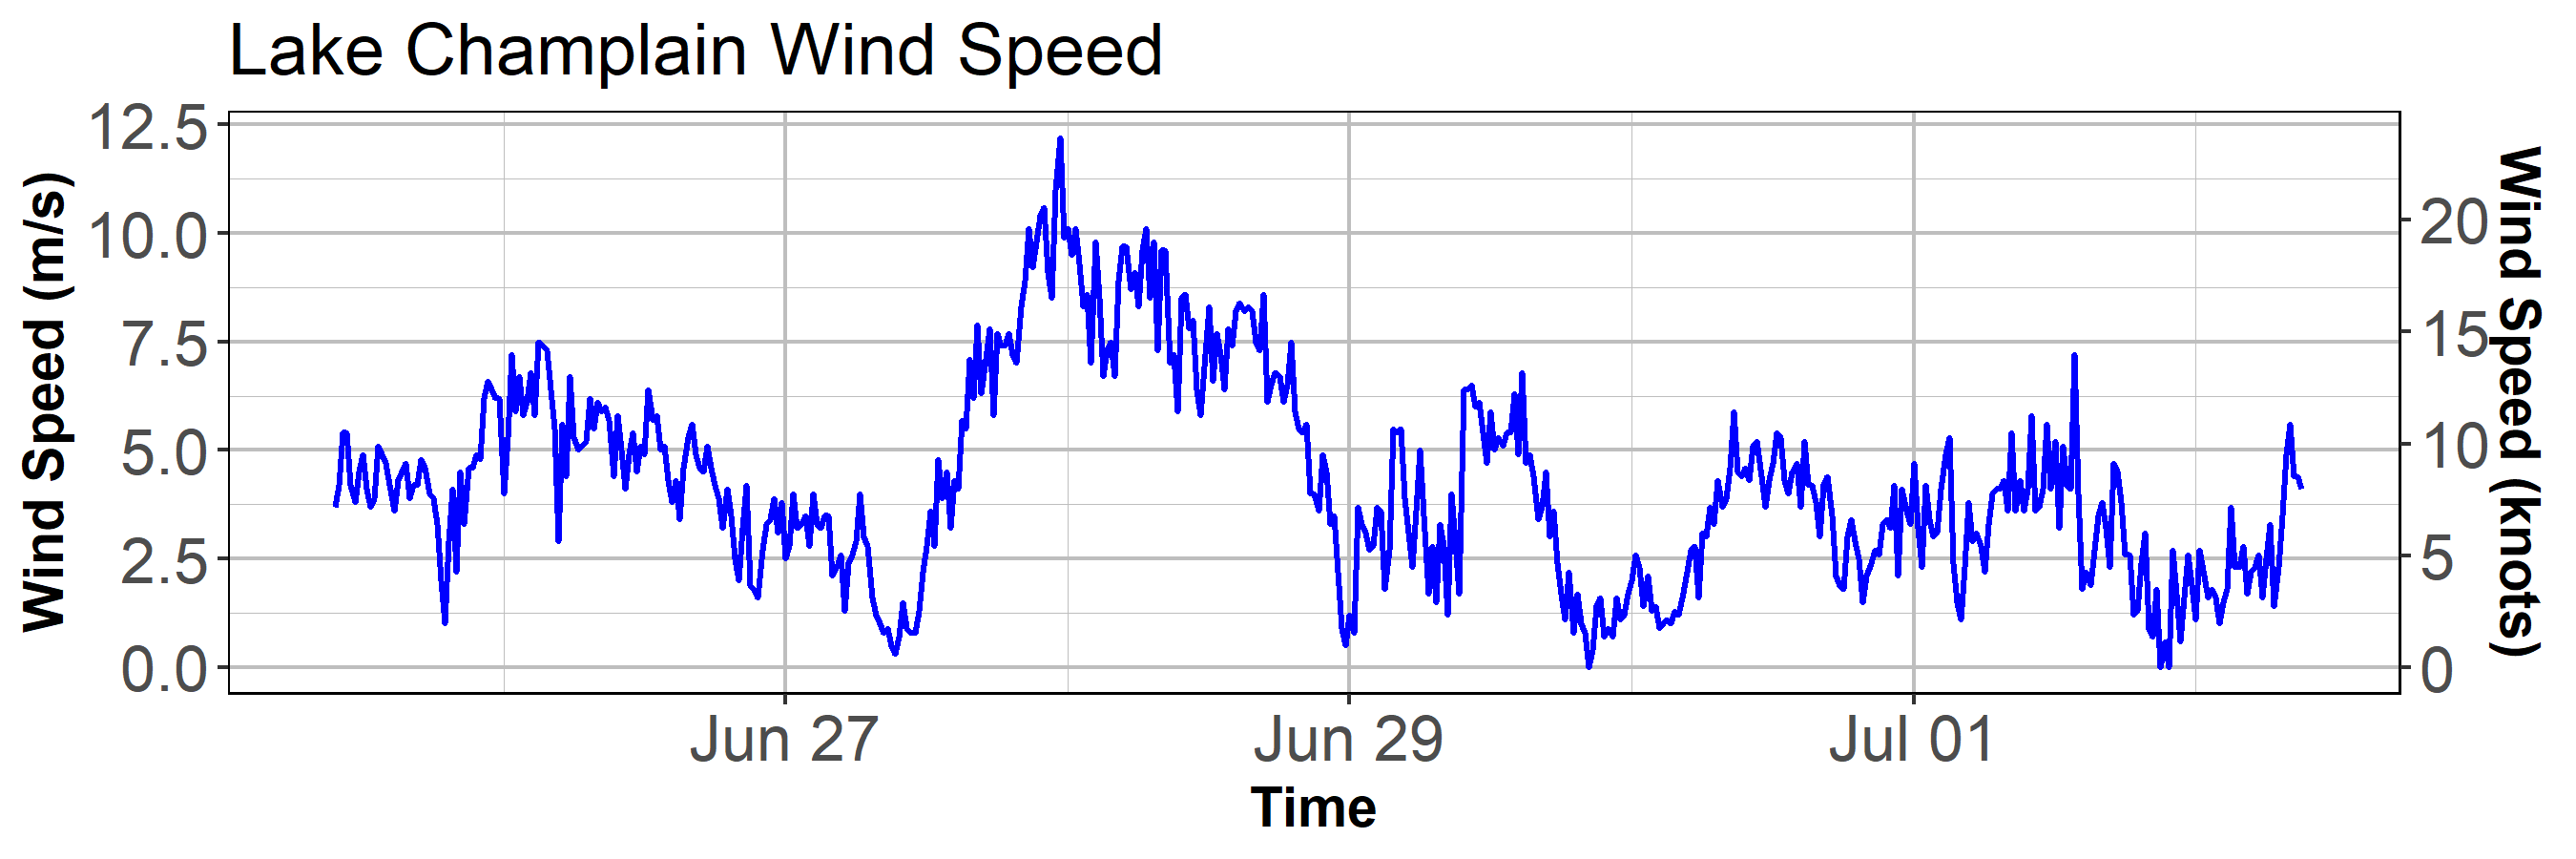 Lake Champlain Wind Speed
Wind Speed (m/s)
12.5
10.0
7.5
5.0
2.5
0.0
20
15
10
5
0
Wind Speed (knots)
Jun 27
Jun 29
Jul 01
Time